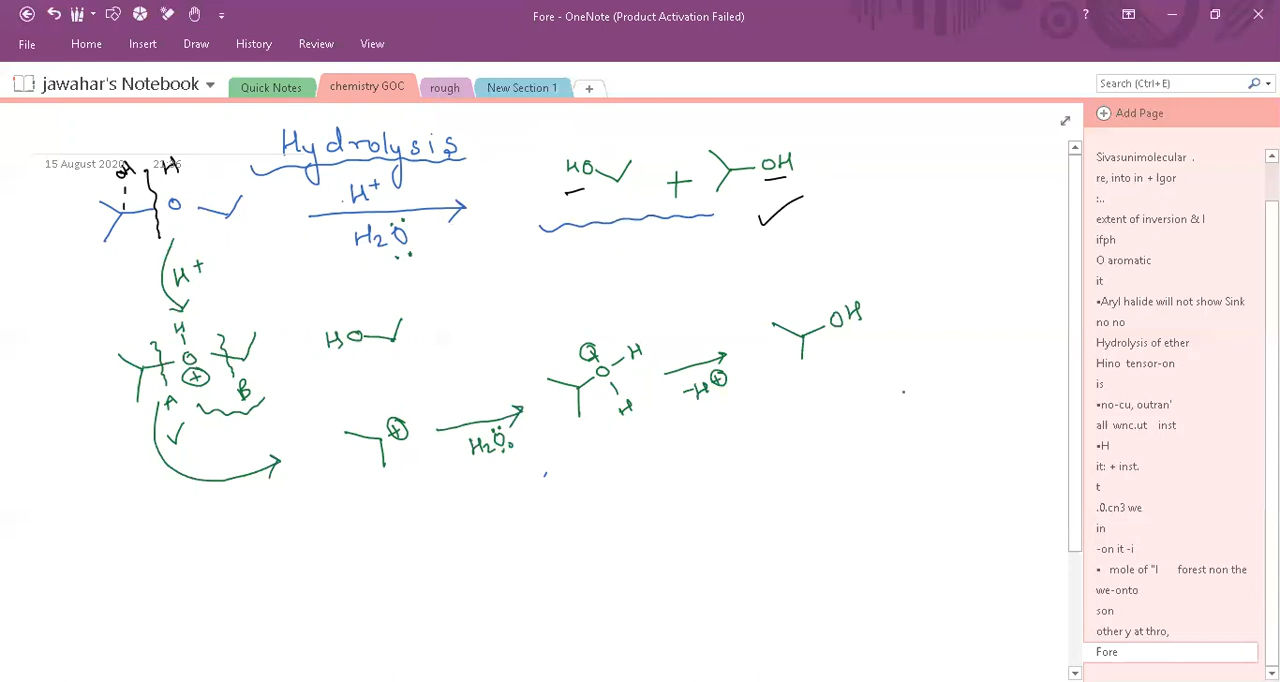 Fore - OneNote (Product Activation Failed)
?
File Home Insert Draw History Review View
jawahar's Notebook
Quick Notes
chemistry GOC
rough
New Section 1
+
Search (Ctrl+E)
Add Page
15 August 2020
Hydrolysis
OH H
O
H+
H2O
HO + OH
H+
H
O
+
A B
HO
+
H2O
+
O H
H
-H+
OH
Sivasunimolecular .
re, into in + Igor
:..
extent of inversion & l
ifph
O aromatic
it
•Aryl halide will not show Sink
no no
Hydrolysis of ether
Hino tensor-on
is
•no-cu, outran'
all wnc.ut inst
•H
it: + inst.
t
.0.cn3 we
in
-on it -i
• mole of "l forest non the
we-onto
son
other y at thro,
Fore